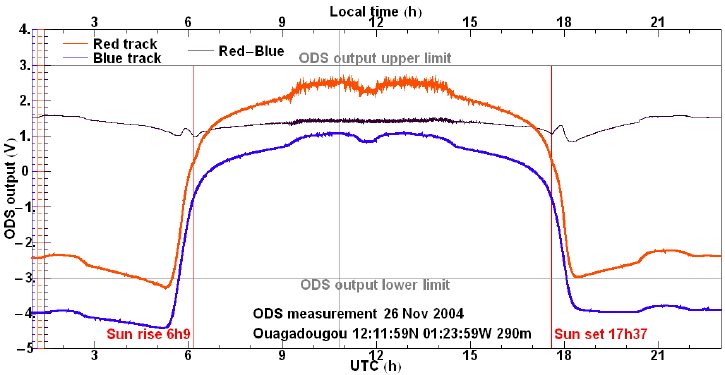 Local time (h)
3 6 9 12 15 18 21
Red track
Blue track
Red-Blue
ODS output upper limit
4. 3. 2. 1. 0 1. −2 −3 −4. −5
ODS output (V)
ODS output lower limit
ODS measurement 26 Nov 2004
Ouagadougou 12:11:59N 01:23:59W 290m
Sun rise 6h9
Sun set 17h37
3 6 9 12 15 18 21
UTC (h)